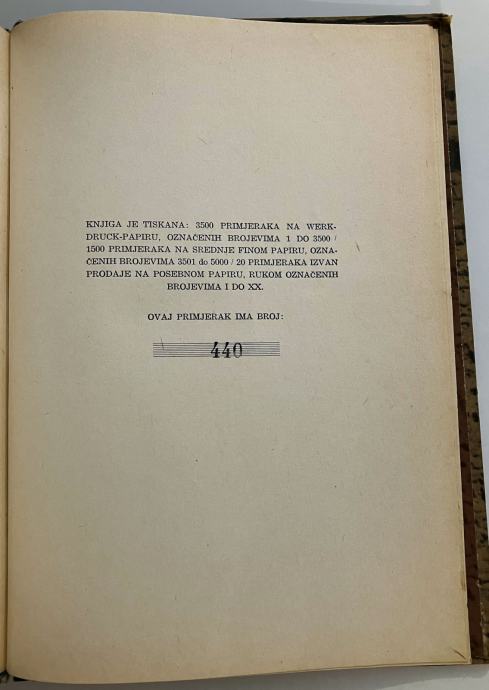 KNJIGA JE TISKANA: 3500 PRIMJERAKA NA WERK-
DRUCK-PAPIRU, OZNAČENIH BROJEVIMA 1 DO 3500 /
1500 PRIMJERAKA NA SREDNJE FINOM PAPIRU, OZNA-
ČENIH BROJEVIMA 3501 do 5000 / 20 PRIMJERAKA IZVAN
PRODAJE NA POSEBNOM PAPIRU, RUKOM OZNAČENIH
BROJEVIMA I DO XX.
OVAJ PRIMJERAK IMA BROJ:
440